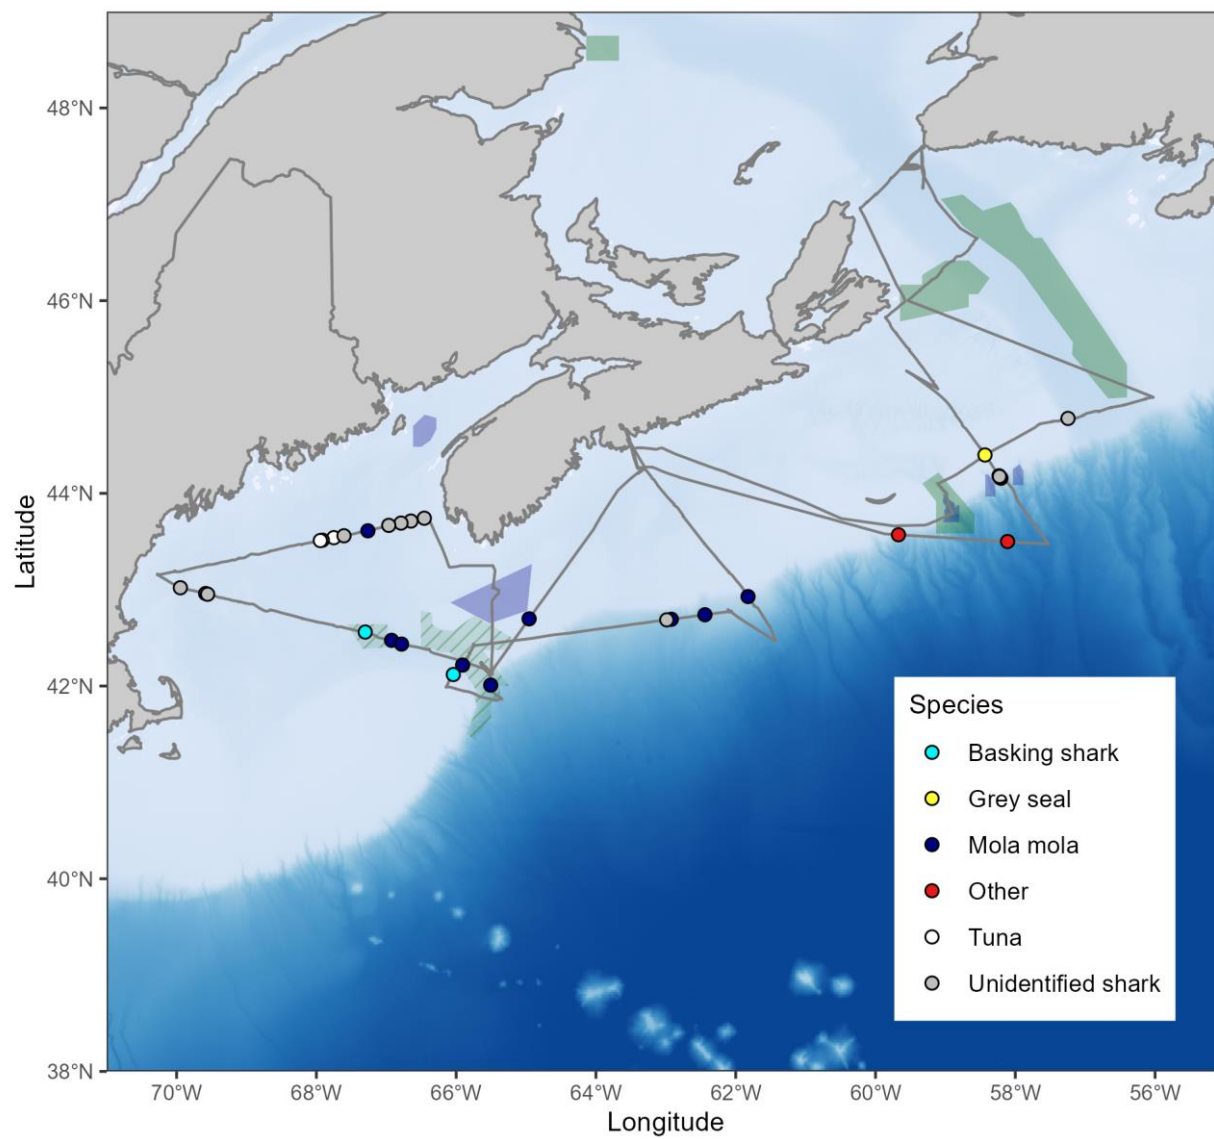 48°N
46°N
44°N
42°N
40°N
38°N
Latitude
70°W 68°W 66°W 64°W 62°W 60°W 58°W 56°W
Longitude
Species
Basking shark
Grey seal
Mola mola
Other
Tuna
Unidentified shark